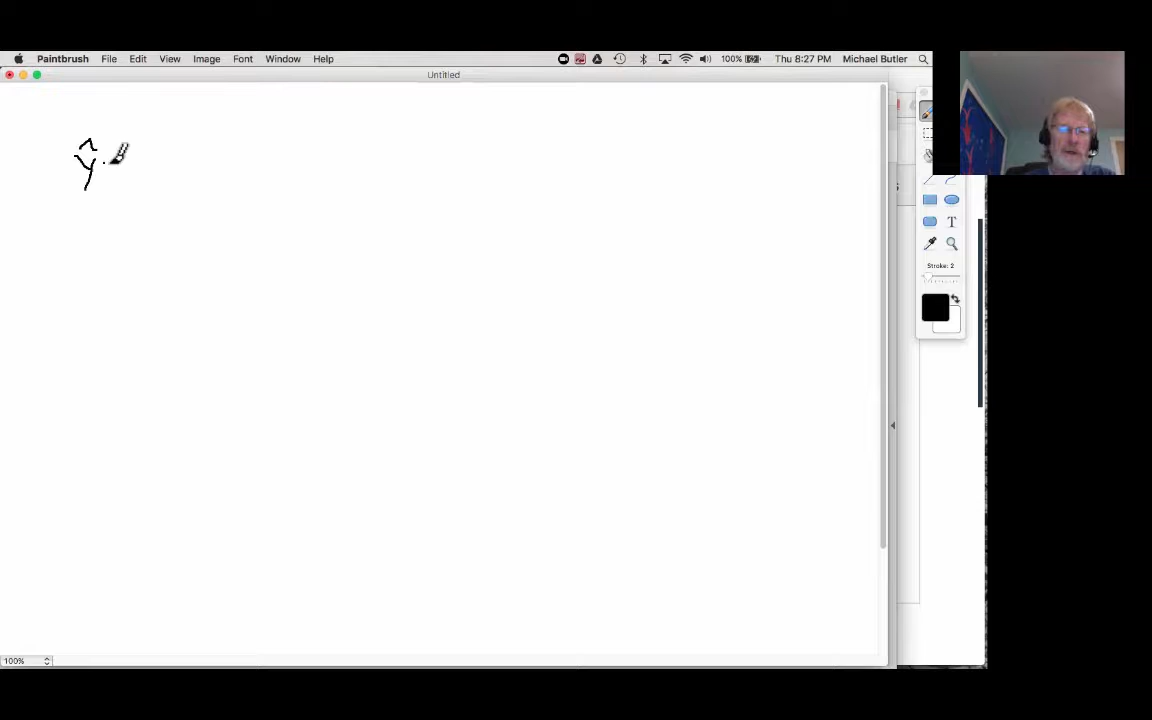 Paintbrush File Edit View Image Font Window Help 100% Thu 8:27 PM Michael Butler
Untitled
ŷ
T
Stroke: 2
100%